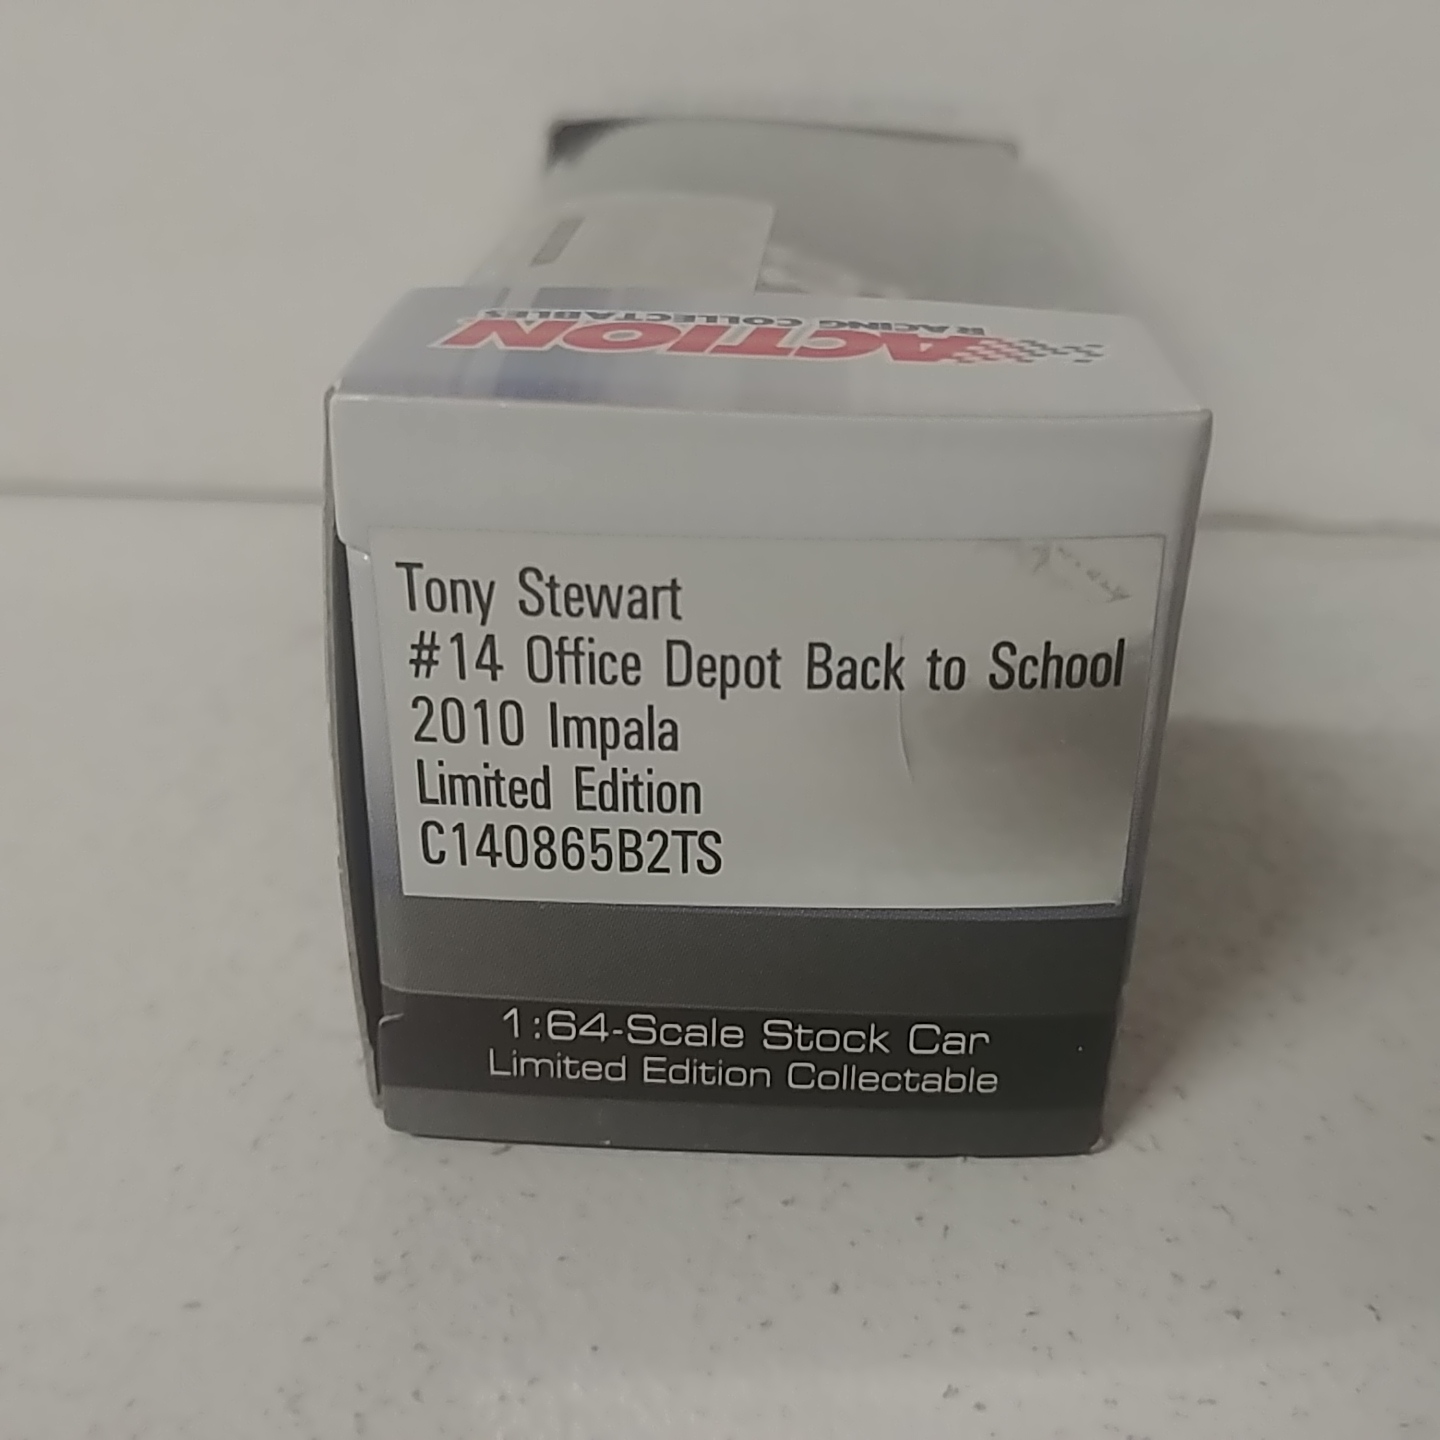 ACTION
RACING COLLECTABLES
Tony Stewart
#14 Office Depot Back to School
2010 Impala
Limited Edition
C140865B2TS
1:64-Scale Stock Car
Limited Edition Collectable